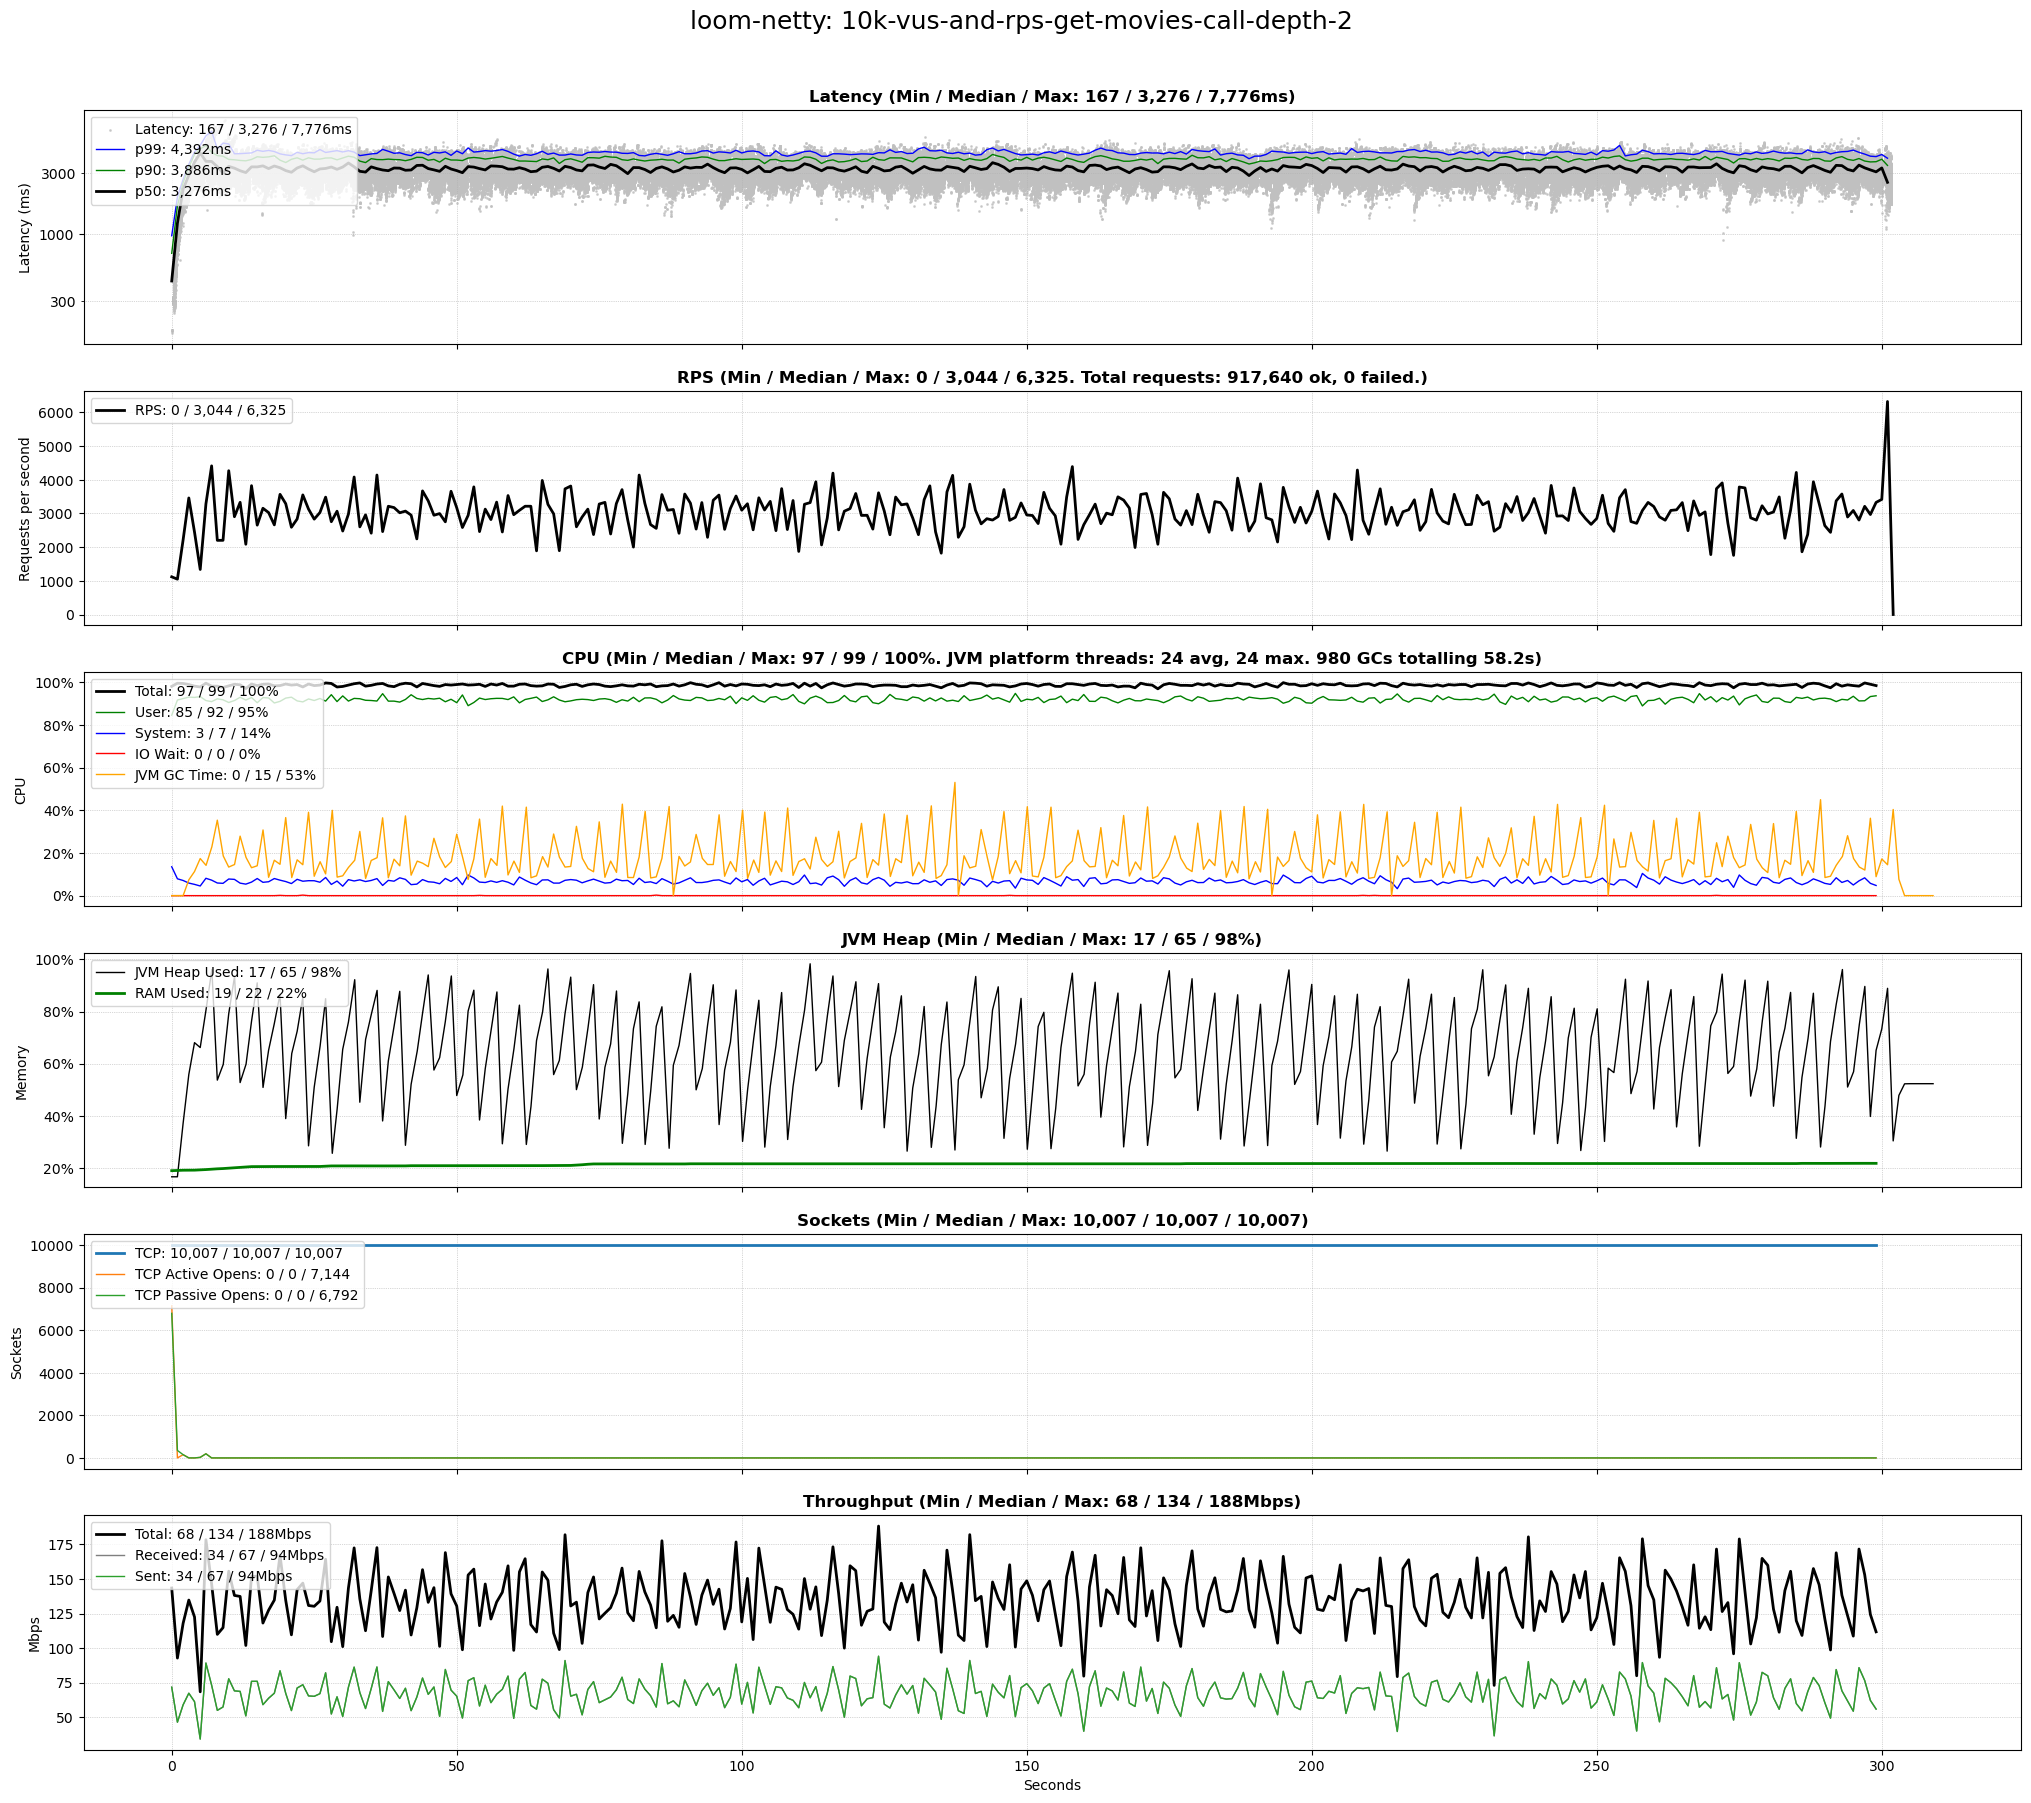 loom-netty: 10k-vus-and-rps-get-movies-call-depth-2
Latency (Min / Median / Max: 167 / 3,276 / 7,776ms)
Latency: 167 / 3,276 / 7,776ms
p99: 4,392ms
p90: 3,886ms
p50: 3,276ms
3000
1000
300
Latency (ms)
RPS (Min / Median / Max: 0 / 3,044 / 6,325. Total requests: 917,640 ok, 0 failed.)
RPS: 0 / 3,044 / 6,325
6000
5000
4000
3000
2000
1000
0
Requests per second
CPU (Min / Median / Max: 97 / 99 / 100%. JVM platform threads: 24 avg, 24 max. 980 GCs totalling 58.2s)
Total: 97 / 99 / 100%
User: 85 / 92 / 95%
System: 3 / 7 / 14%
IO Wait: 0 / 0 / 0%
JVM GC Time: 0 / 15 / 53%
100%
80%
60%
40%
20%
0%
CPU
JVM Heap (Min / Median / Max: 17 / 65 / 98%)
JVM Heap Used: 17 / 65 / 98%
RAM Used: 19 / 22 / 22%
100%
80%
60%
40%
20%
Memory
Sockets (Min / Median / Max: 10,007 / 10,007 / 10,007)
TCP: 10,007 / 10,007 / 10,007
TCP Active Opens: 0 / 0 / 7,144
TCP Passive Opens: 0 / 0 / 6,792
10000
8000
6000
4000
2000
0
Sockets
Throughput (Min / Median / Max: 68 / 134 / 188Mbps)
Total: 68 / 134 / 188Mbps
Received: 34 / 67 / 94Mbps
Sent: 34 / 67 / 94Mbps
175
150
125
100
75
50
Mbps
0 50 100 150 200 250 300
Seconds